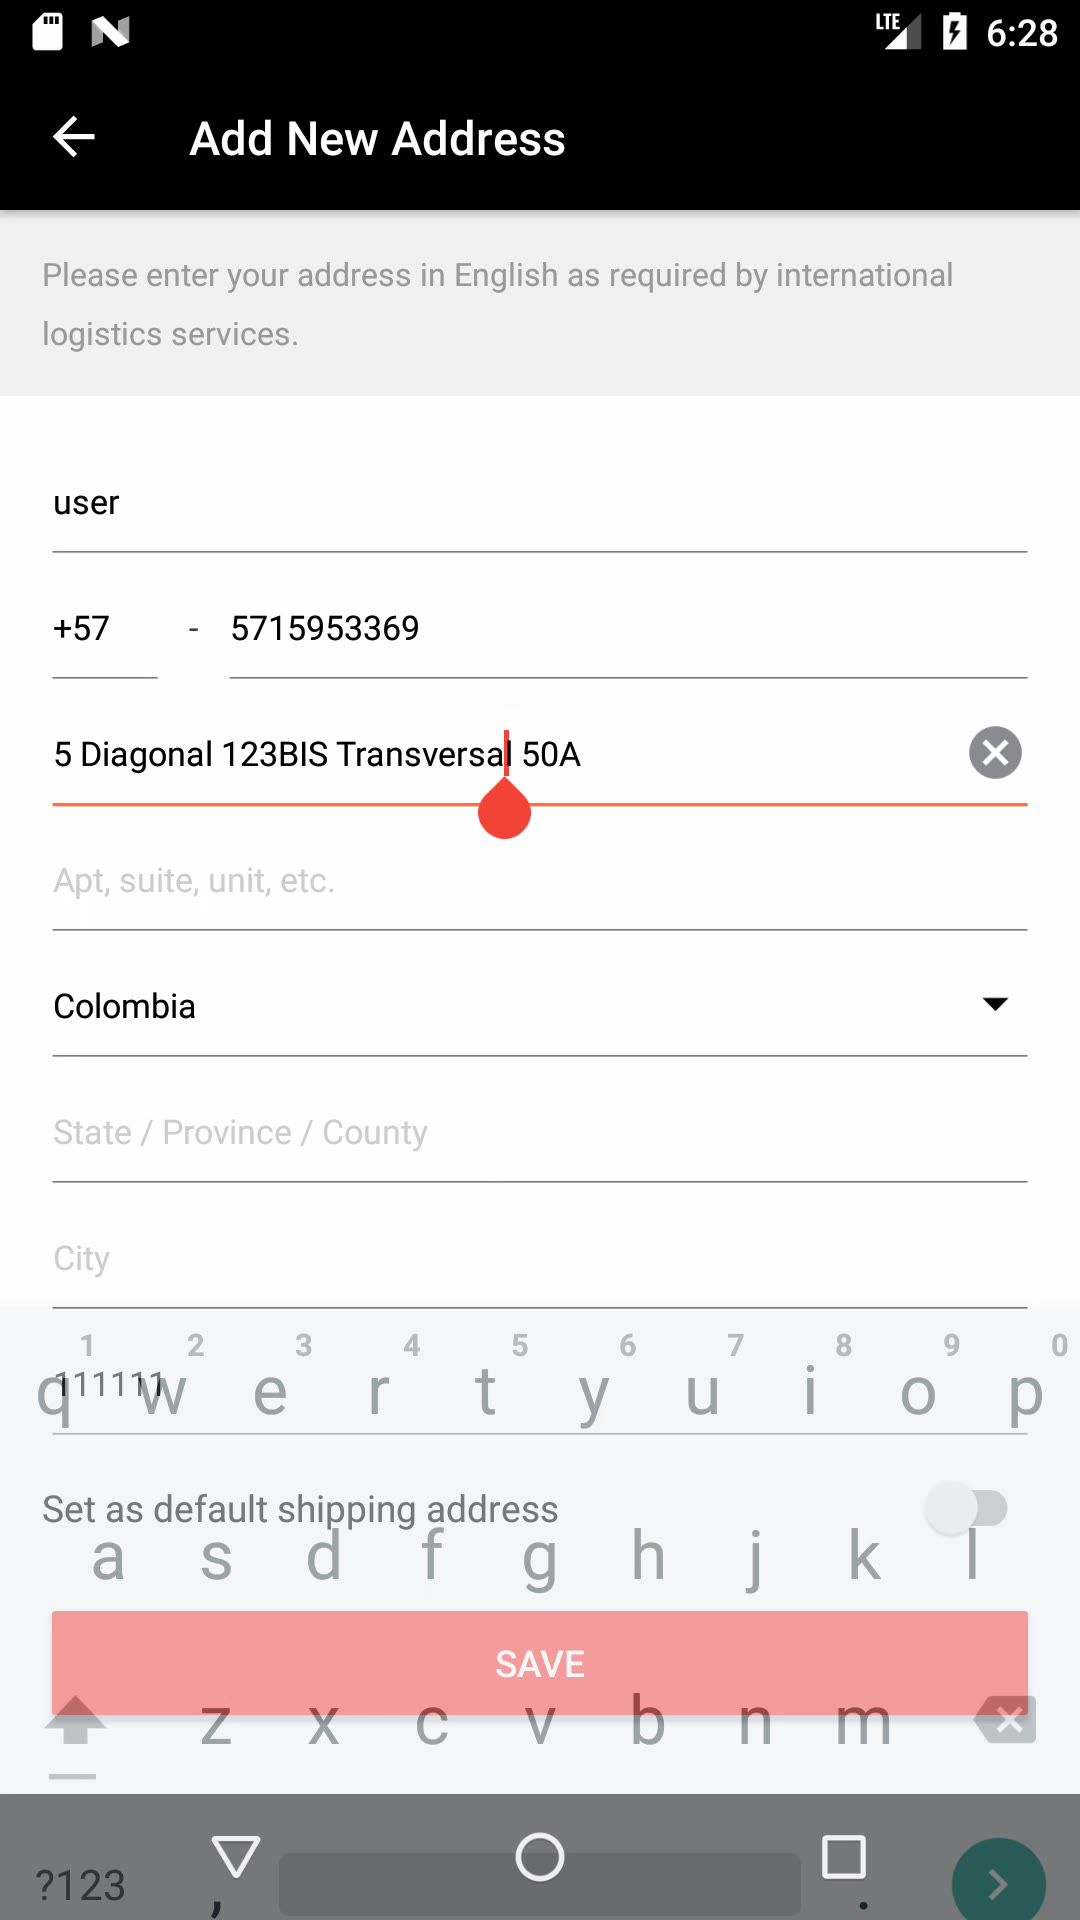 LTE 6:28
Add New Address
Please enter your address in English as required by international
logistics services.
user
+57 - 5715953369
5 Diagonal 123BIS Transversal 50A
Apt, suite, unit, etc.
Colombia
State / Province / County
City
1 2 3 4 5 6 7 8 9 0
111111
q w e r t y u i o p
Set as default shipping address
a s d f g h j k l
SAVE
z x c v b n m
?123 , .